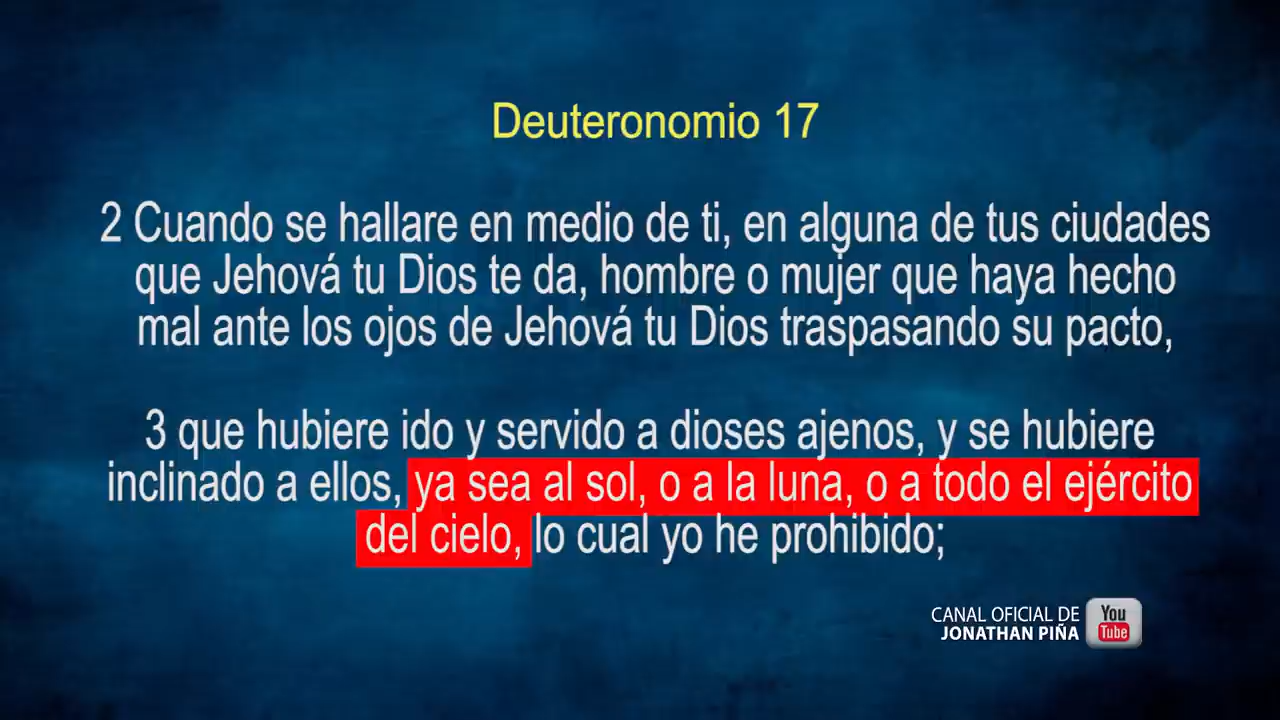 Deuteronomio 17
2 Cuando se hallare en medio de ti, en alguna de tus ciudades
que Jehová tu Dios te da, hombre o mujer que haya hecho
mal ante los ojos de Jehová tu Dios traspasando su pacto,
3 que hubiere ido y servido a dioses ajenos, y se hubiere
inclinado a ellos, ya sea al sol, o a la luna, o a todo el ejército
del cielo, lo cual yo he prohibido;
CANAL OFICIAL DE
JONATHAN PIÑA
You
Tube